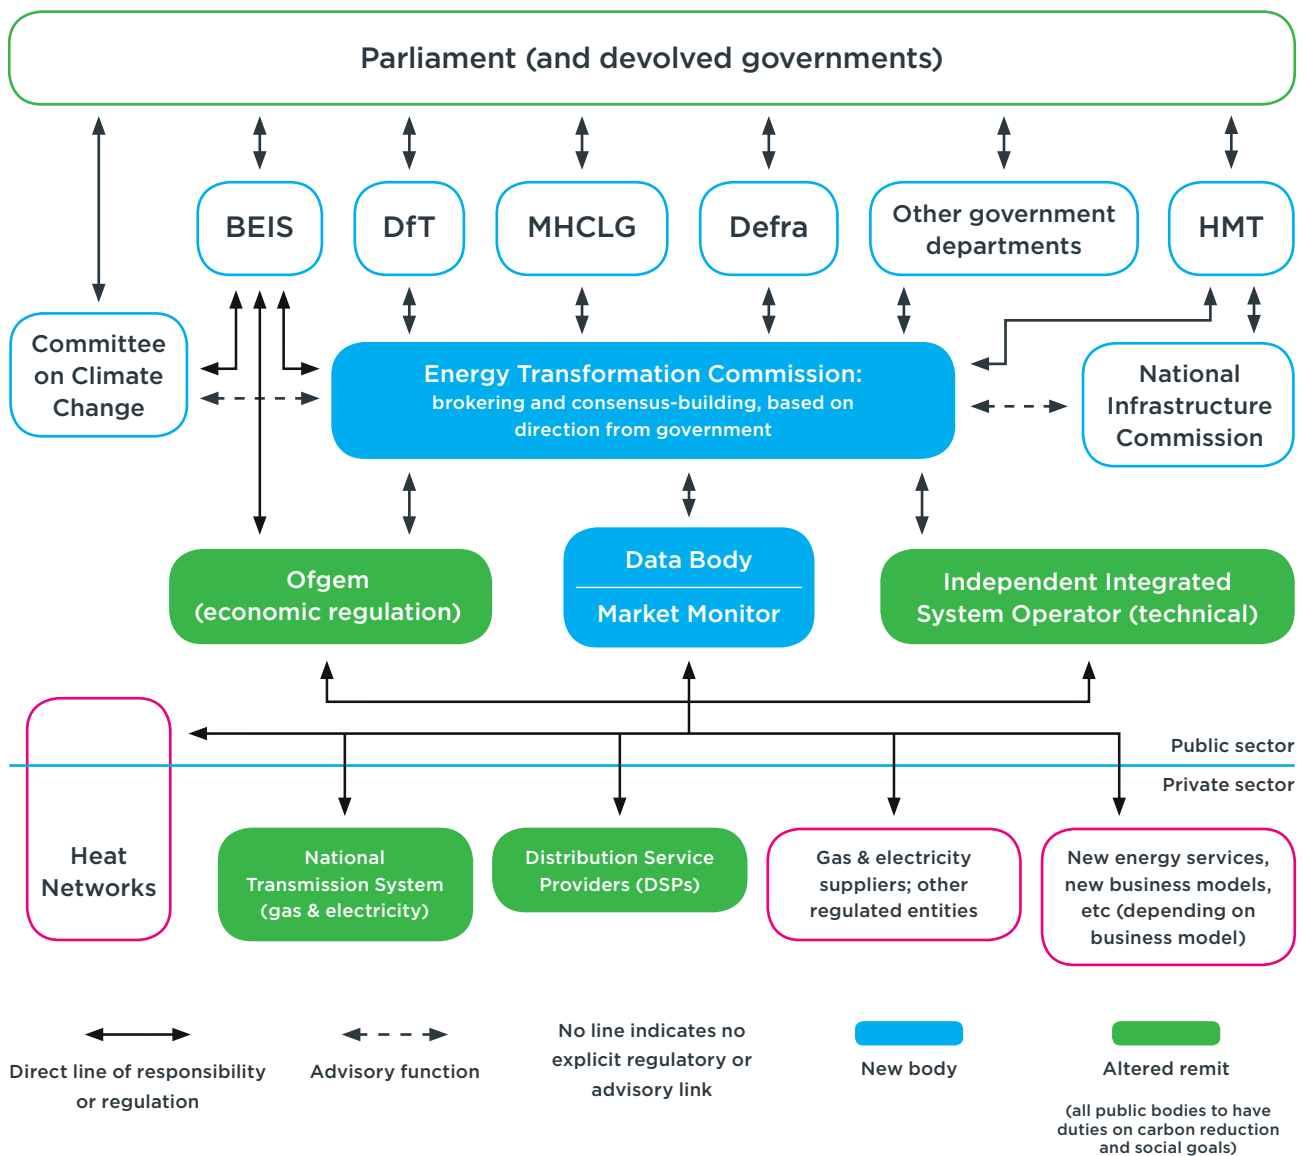 Parliament (and devolved governments)
BEIS
DfT
MHCLG
Defra
Other government
departments
HMT
Committee
on Climate
Change
Energy Transformation Commission:
brokering and consensus-building, based on
direction from government
National
Infrastructure
Commission
Ofgem
(economic regulation)
Data Body
Market Monitor
Independent Integrated
System Operator (technical)
Public sector
Private sector
Heat
Networks
National
Transmission System
(gas & electricity)
Distribution Service
Providers (DSPs)
Gas & electricity
suppliers; other
regulated entities
New energy services,
new business models,
etc (depending on
business model)
Direct line of responsibility
or regulation
Advisory function
No line indicates no
explicit regulatory or
advisory link
New body
Altered remit
(all public bodies to have
duties on carbon reduction
and social goals)